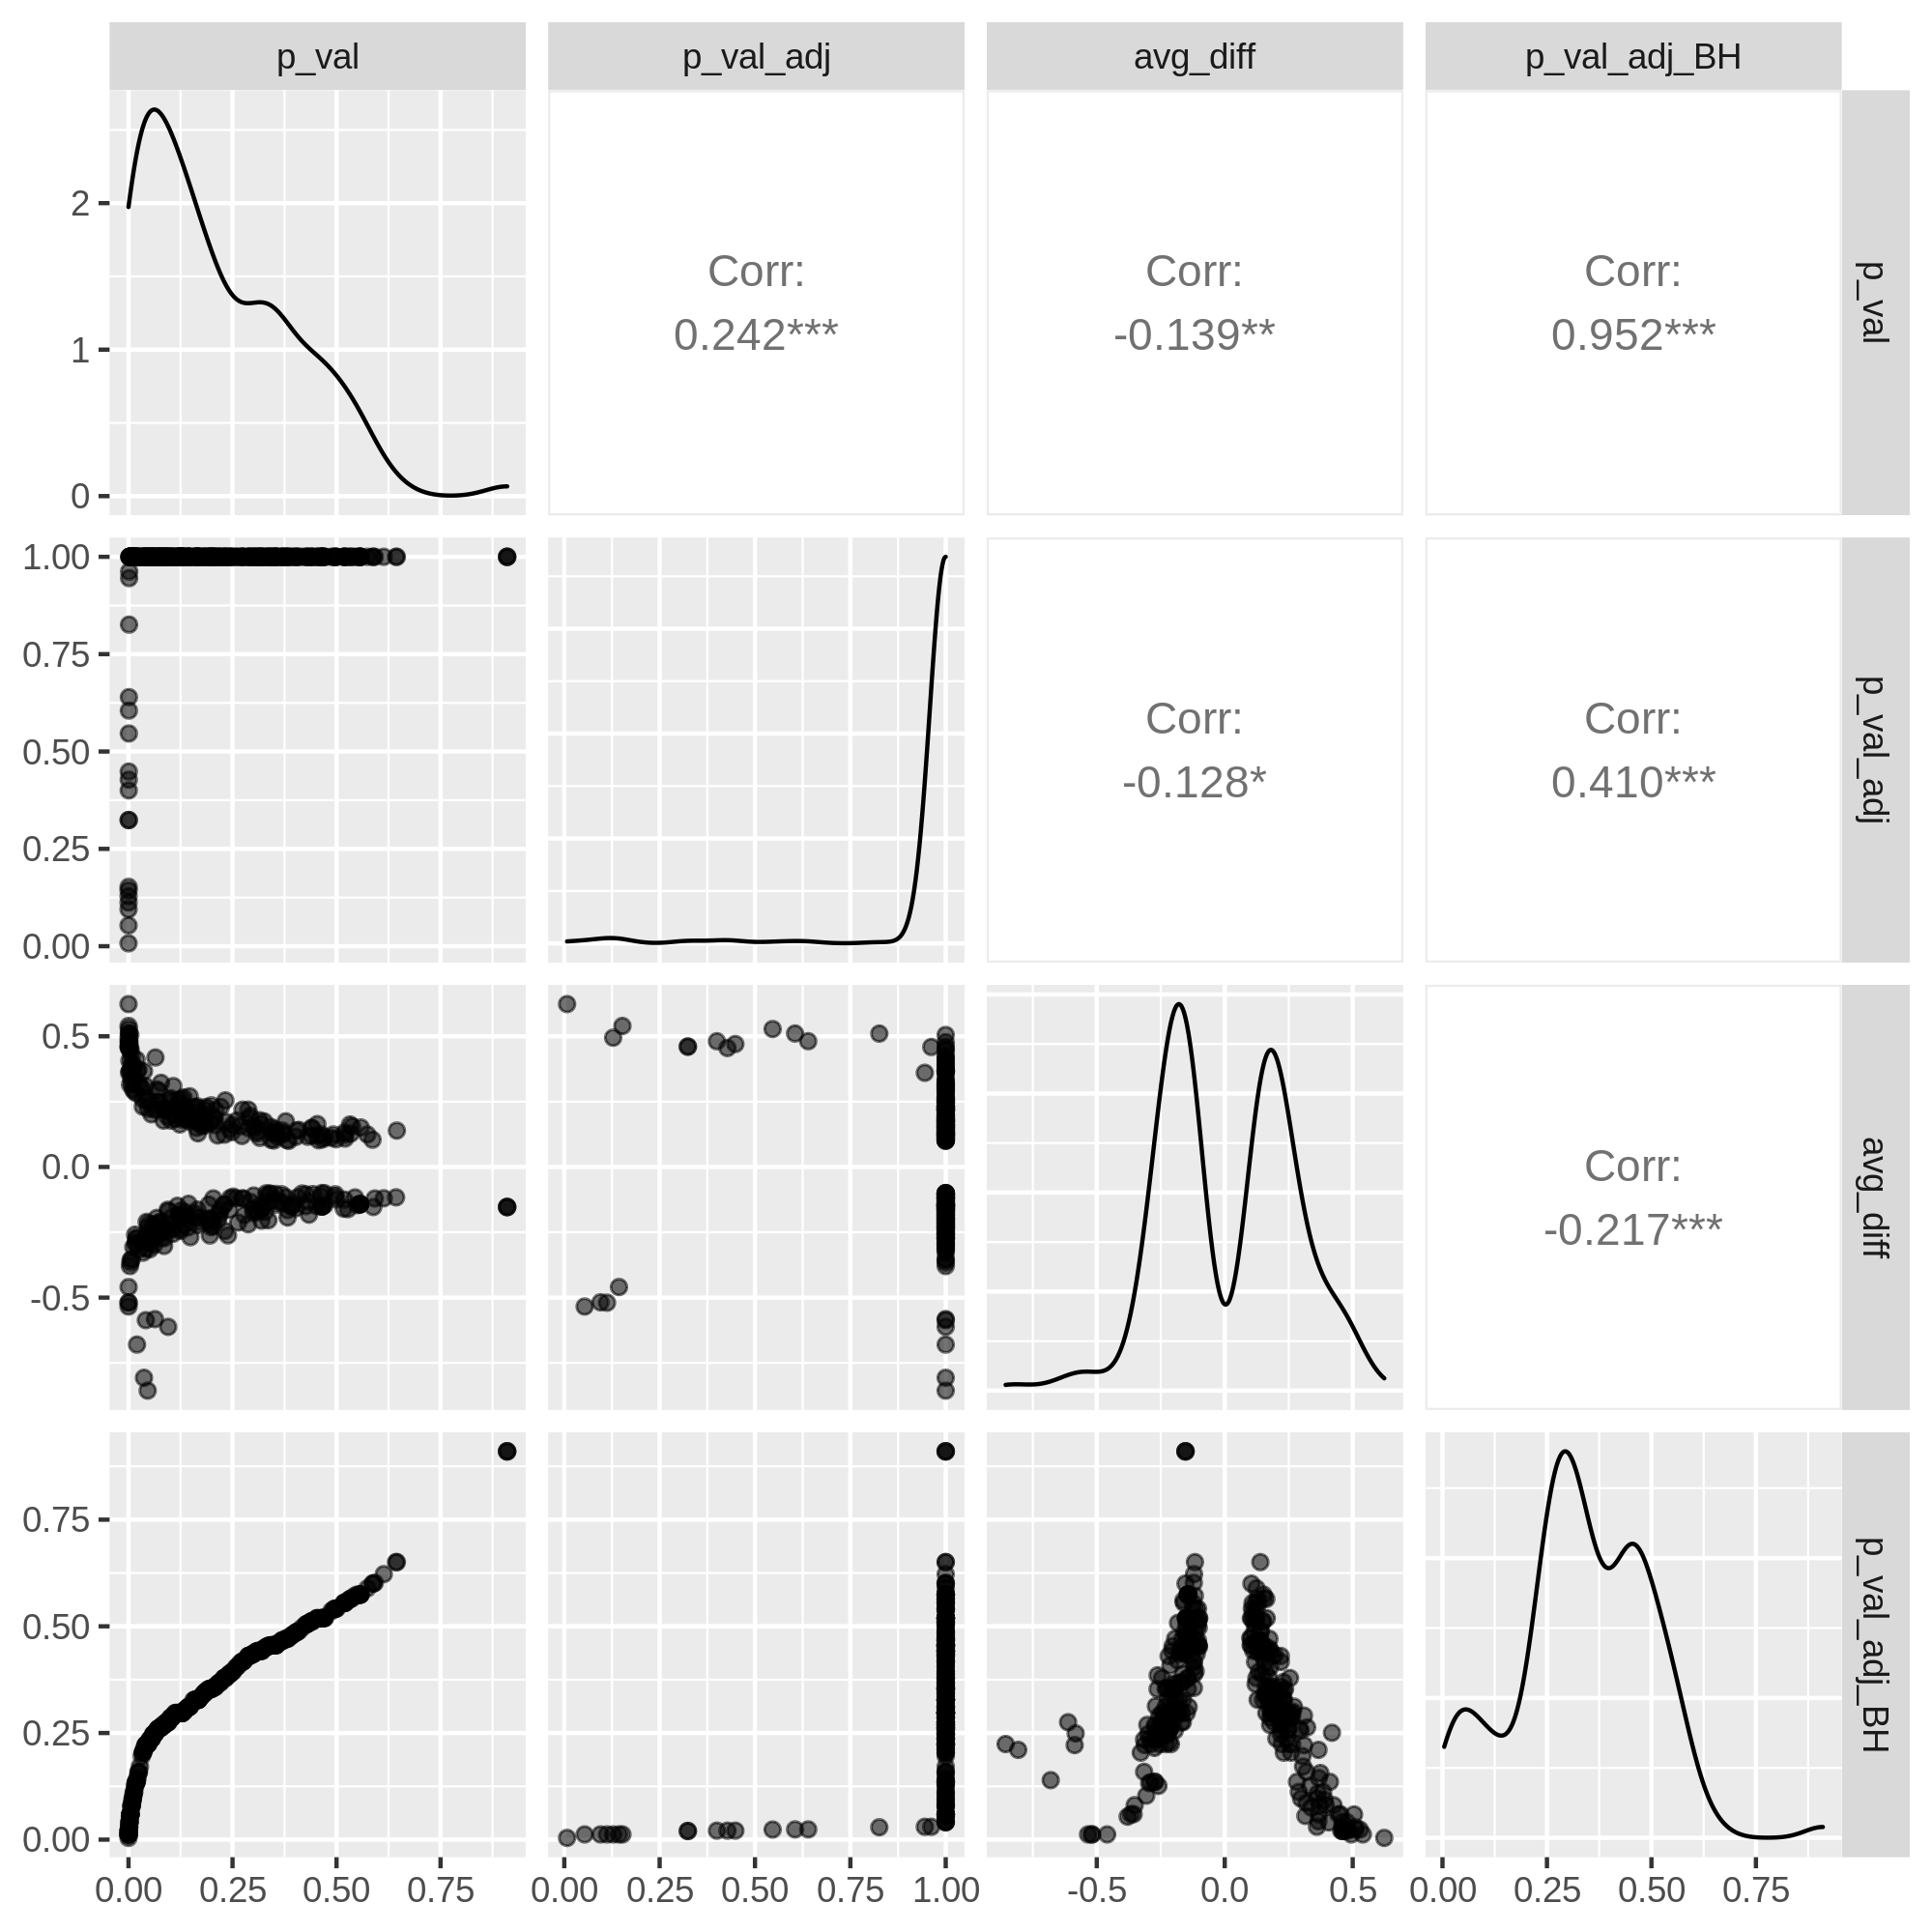 p_val p_val_adj avg_diff p_val_adj_BH
2
1
0
Corr:
0.242***
Corr:
-0.139**
Corr:
0.952***
p_val
1.00
0.75
0.50
0.25
0.00
Corr:
-0.128*
Corr:
0.410***
p_val_adj
0.5
0.0
-0.5
Corr:
-0.217***
avg_diff
0.75
0.50
0.25
0.00
p_val_adj_BH
0.00 0.25 0.50 0.75 0.00 0.25 0.50 0.75 1.00 -0.5 0.0 0.5 0.00 0.25 0.50 0.75